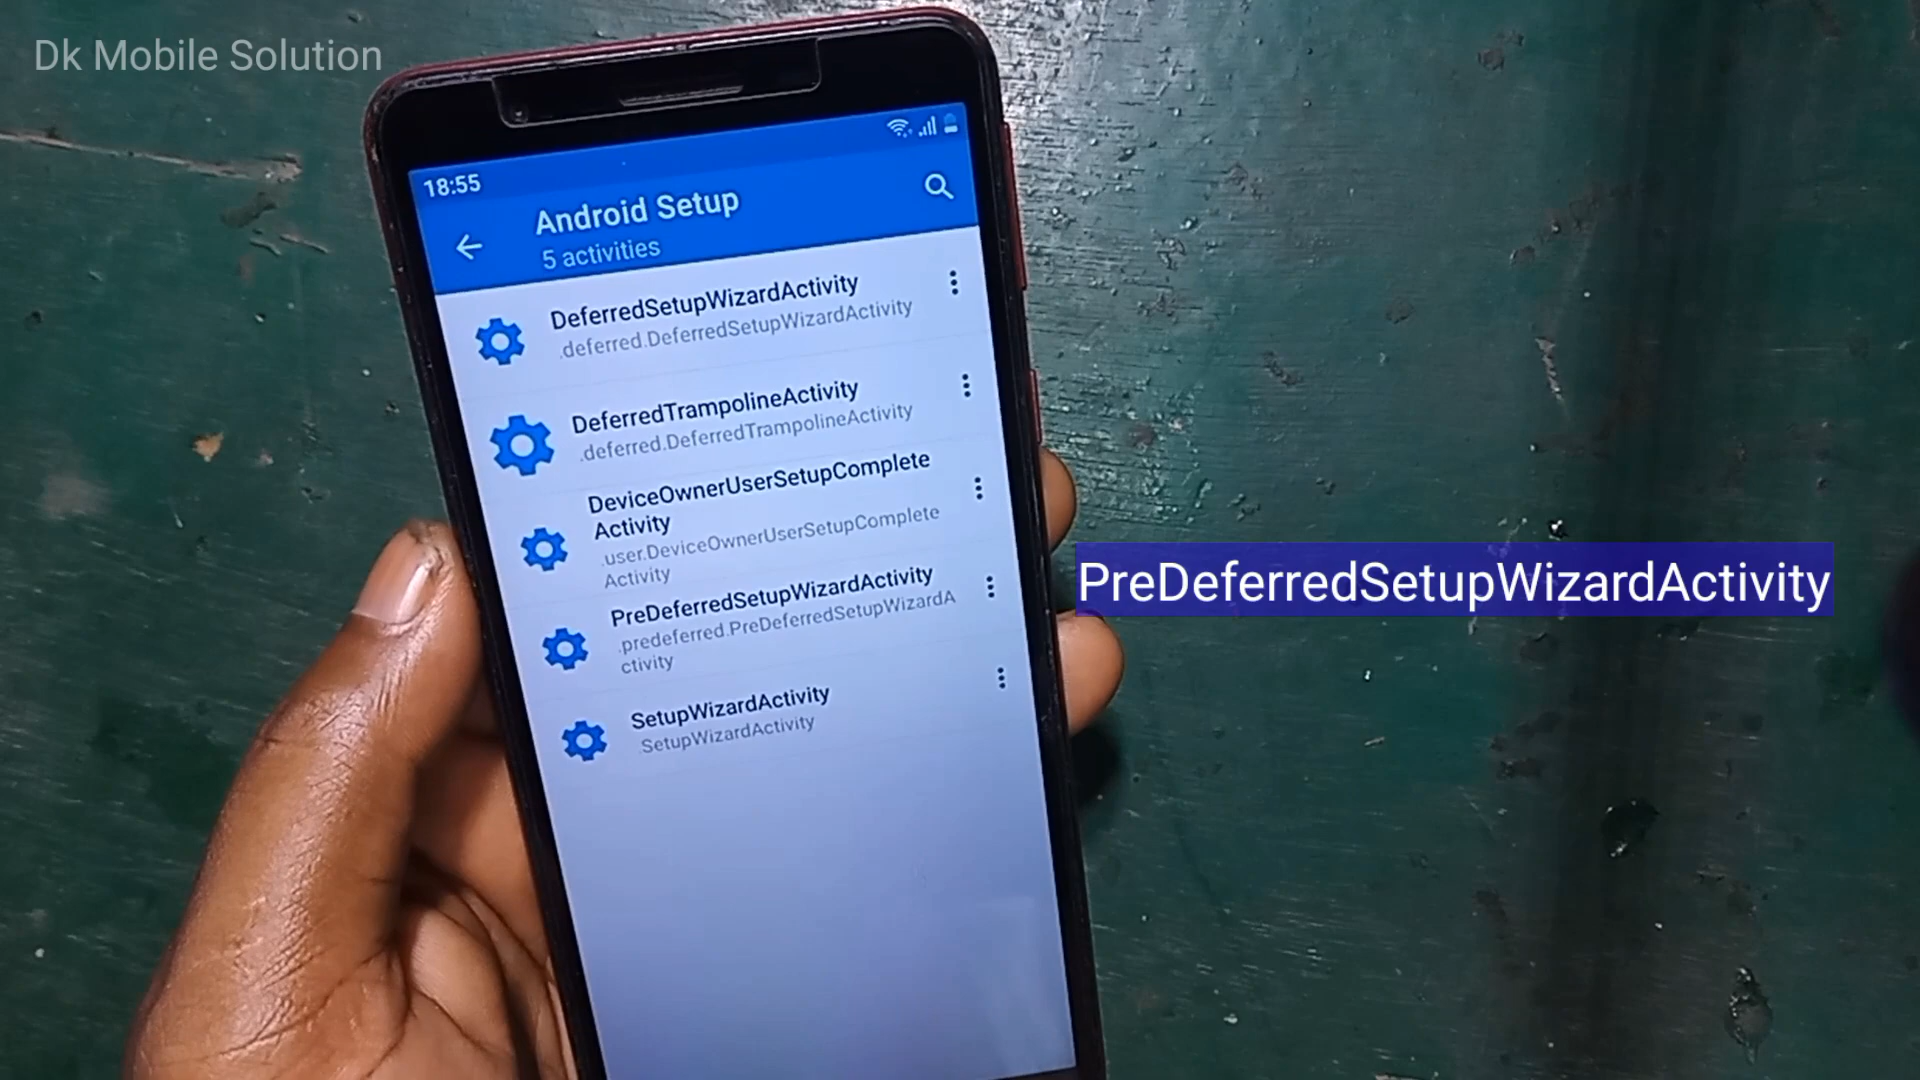 Dk Mobile Solution
18:55
Android Setup
5 activities
DeferredSetupWizardActivity
.deferred.DeferredSetupWizardActivity
DeferredTrampolineActivity
.deferred.DeferredTrampolineActivity
DeviceOwnerUserSetupComplete
Activity
.user.DeviceOwnerUserSetupComplete
Activity
PreDeferredSetupWizardActivity
.predeferred.PreDeferredSetupWizardA
ctivity
SetupWizardActivity
.SetupWizardActivity
PreDeferredSetupWizardActivity